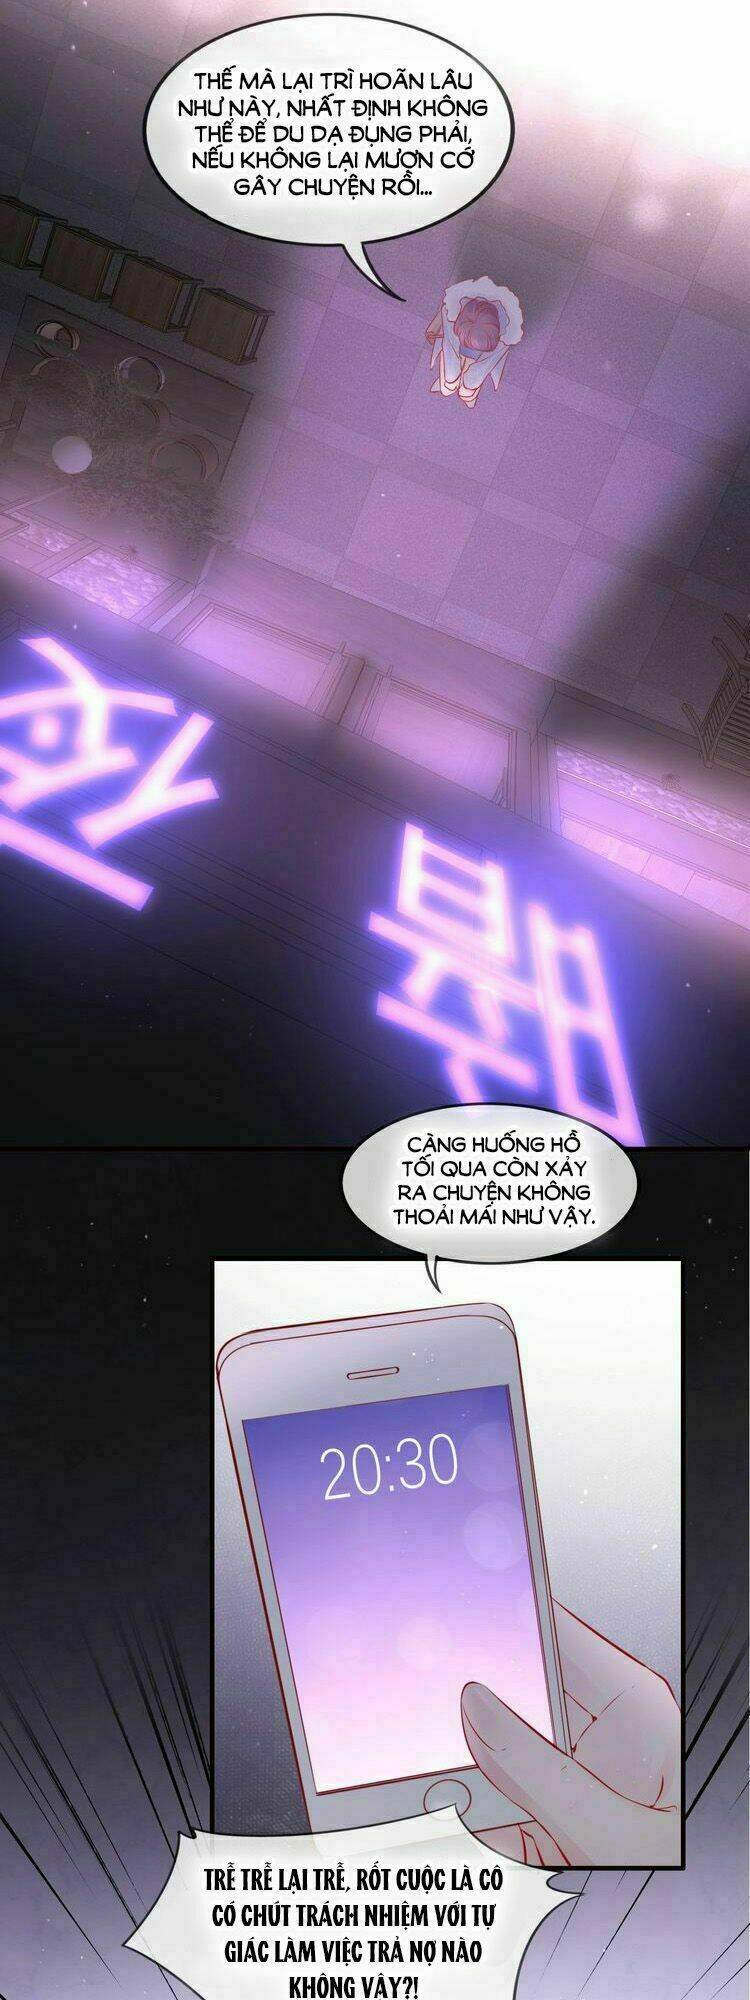 THẾ MÀ LẠI TRÌ HOÃN LÂU
NHƯ NÀY, NHẤT ĐỊNH KHÔNG
THỂ ĐỂ DU DẠ ĐỤNG PHẢI,
NẾU KHÔNG LẠI MƯỢN CỚ
GÂY CHUYỆN RỒI...
夜
暗
CÀNG HUỐNG HỒ
TỐI QUA CÒN XẢY
RA CHUYỆN KHÔNG
THOẢI MÁI NHƯ VẬY.
20:30
TRỄ TRỄ LẠI TRỄ, RỐT CUỘC LÀ CÔ
CÓ CHÚT TRÁCH NHIỆM VỚI TỰ
GIÁC LÀM VIỆC TRẢ NỢ NÀO
KHÔNG VẬY?!